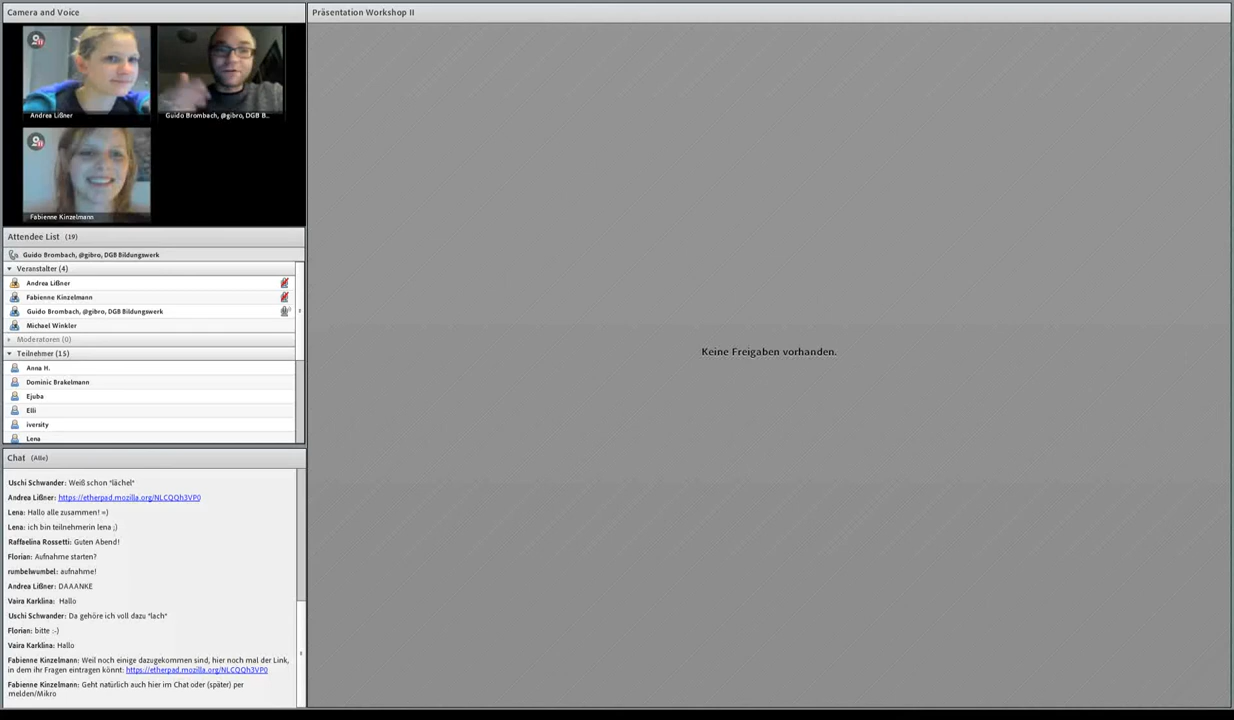 Camera and Voice
Andrea Lißner
Guido Brombach, @gibro, DGB B..
Fabienne Kinzelmann
Attendee List (19)
Guido Brombach, @gibro, DGB Bildungswerk
Veranstalter (4)
Andrea Lißner
Fabienne Kinzelmann
Guido Brombach, @gibro, DGB Bildungswerk
Michael Winkler
Moderatoren (0)
Teilnehmer (15)
Anna H.
Dominic Brakelmann
Ejuba
Elli
iversity
Lena
Chat (Alle)
Uschi Schwander: Weiß schon *lächel*
Andrea Lißner: https://etherpad.mozilla.org/NLCQQh3VP0
Lena: Hallo alle zusammen! =)
Lena: ich bin teilnehmerin lena ;)
Raffaelina Rossetti: Guten Abend!
Florian: Aufnahme starten?
rumbelwumbel: aufnahme!
Andrea Lißner: DAAANKE
Vaira Karklina: Hallo
Uschi Schwander: Da gehöre ich voll dazu *lach*
Florian: bitte :-)
Vaira Karklina: Hallo
Fabienne Kinzelmann: Weil noch einige dazugekommen sind, hier noch mal der Link,
in dem ihr Fragen eintragen könnt: https://etherpad.mozilla.org/NLCQQh3VP0
Fabienne Kinzelmann: Geht natürlich auch hier im Chat oder (später) per
melden/Mikro
Präsentation Workshop II
Keine Freigaben vorhanden.